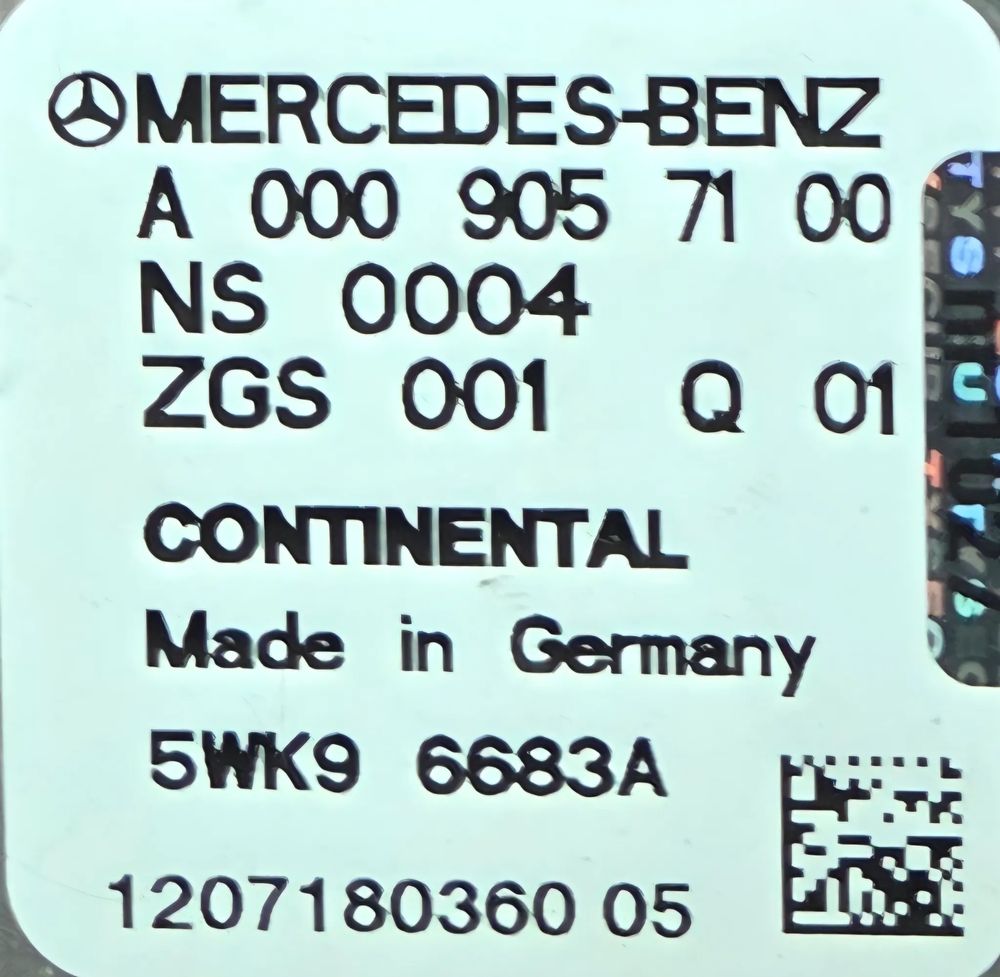 MERCEDES-BENZ
A 000 905 71 00
NS 0004
ZGS 001 Q 01
CONTINENTAL
Made in Germany
5WK9 6683A
1207180360 05